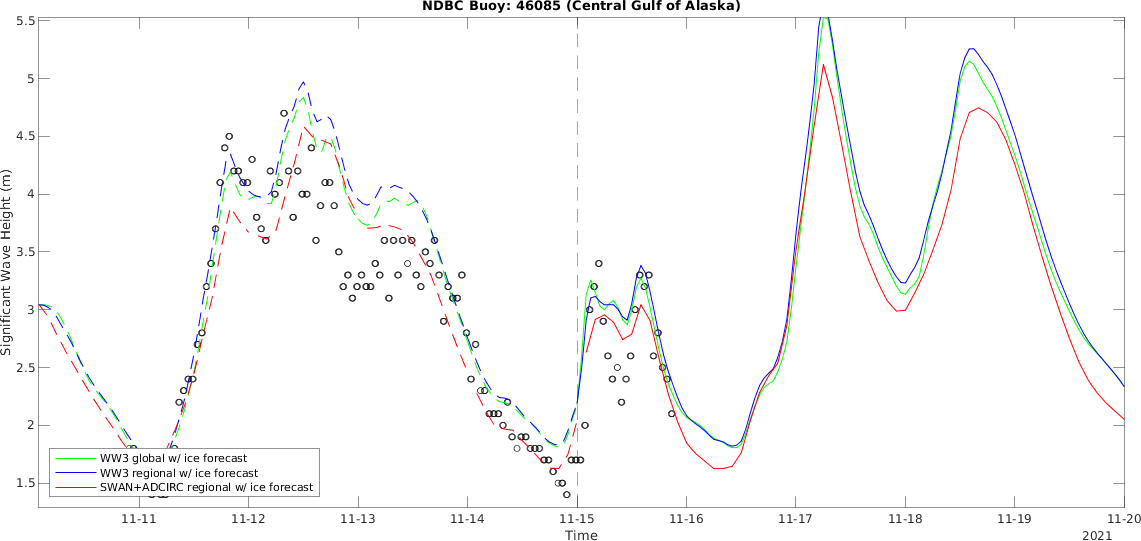 NDBC Buoy: 46085 (Central Gulf of Alaska)
5.5
5
4.5
4
3.5
3
2.5
2
1.5
Significant Wave Height (m)
WW3 global w/ ice forecast
WW3 regional w/ ice forecast
SWAN+ADCIRC regional w/ ice forecast
11-11 11-12 11-13 11-14 11-15 11-16 11-17 11-18 11-19 11-20
Time
2021